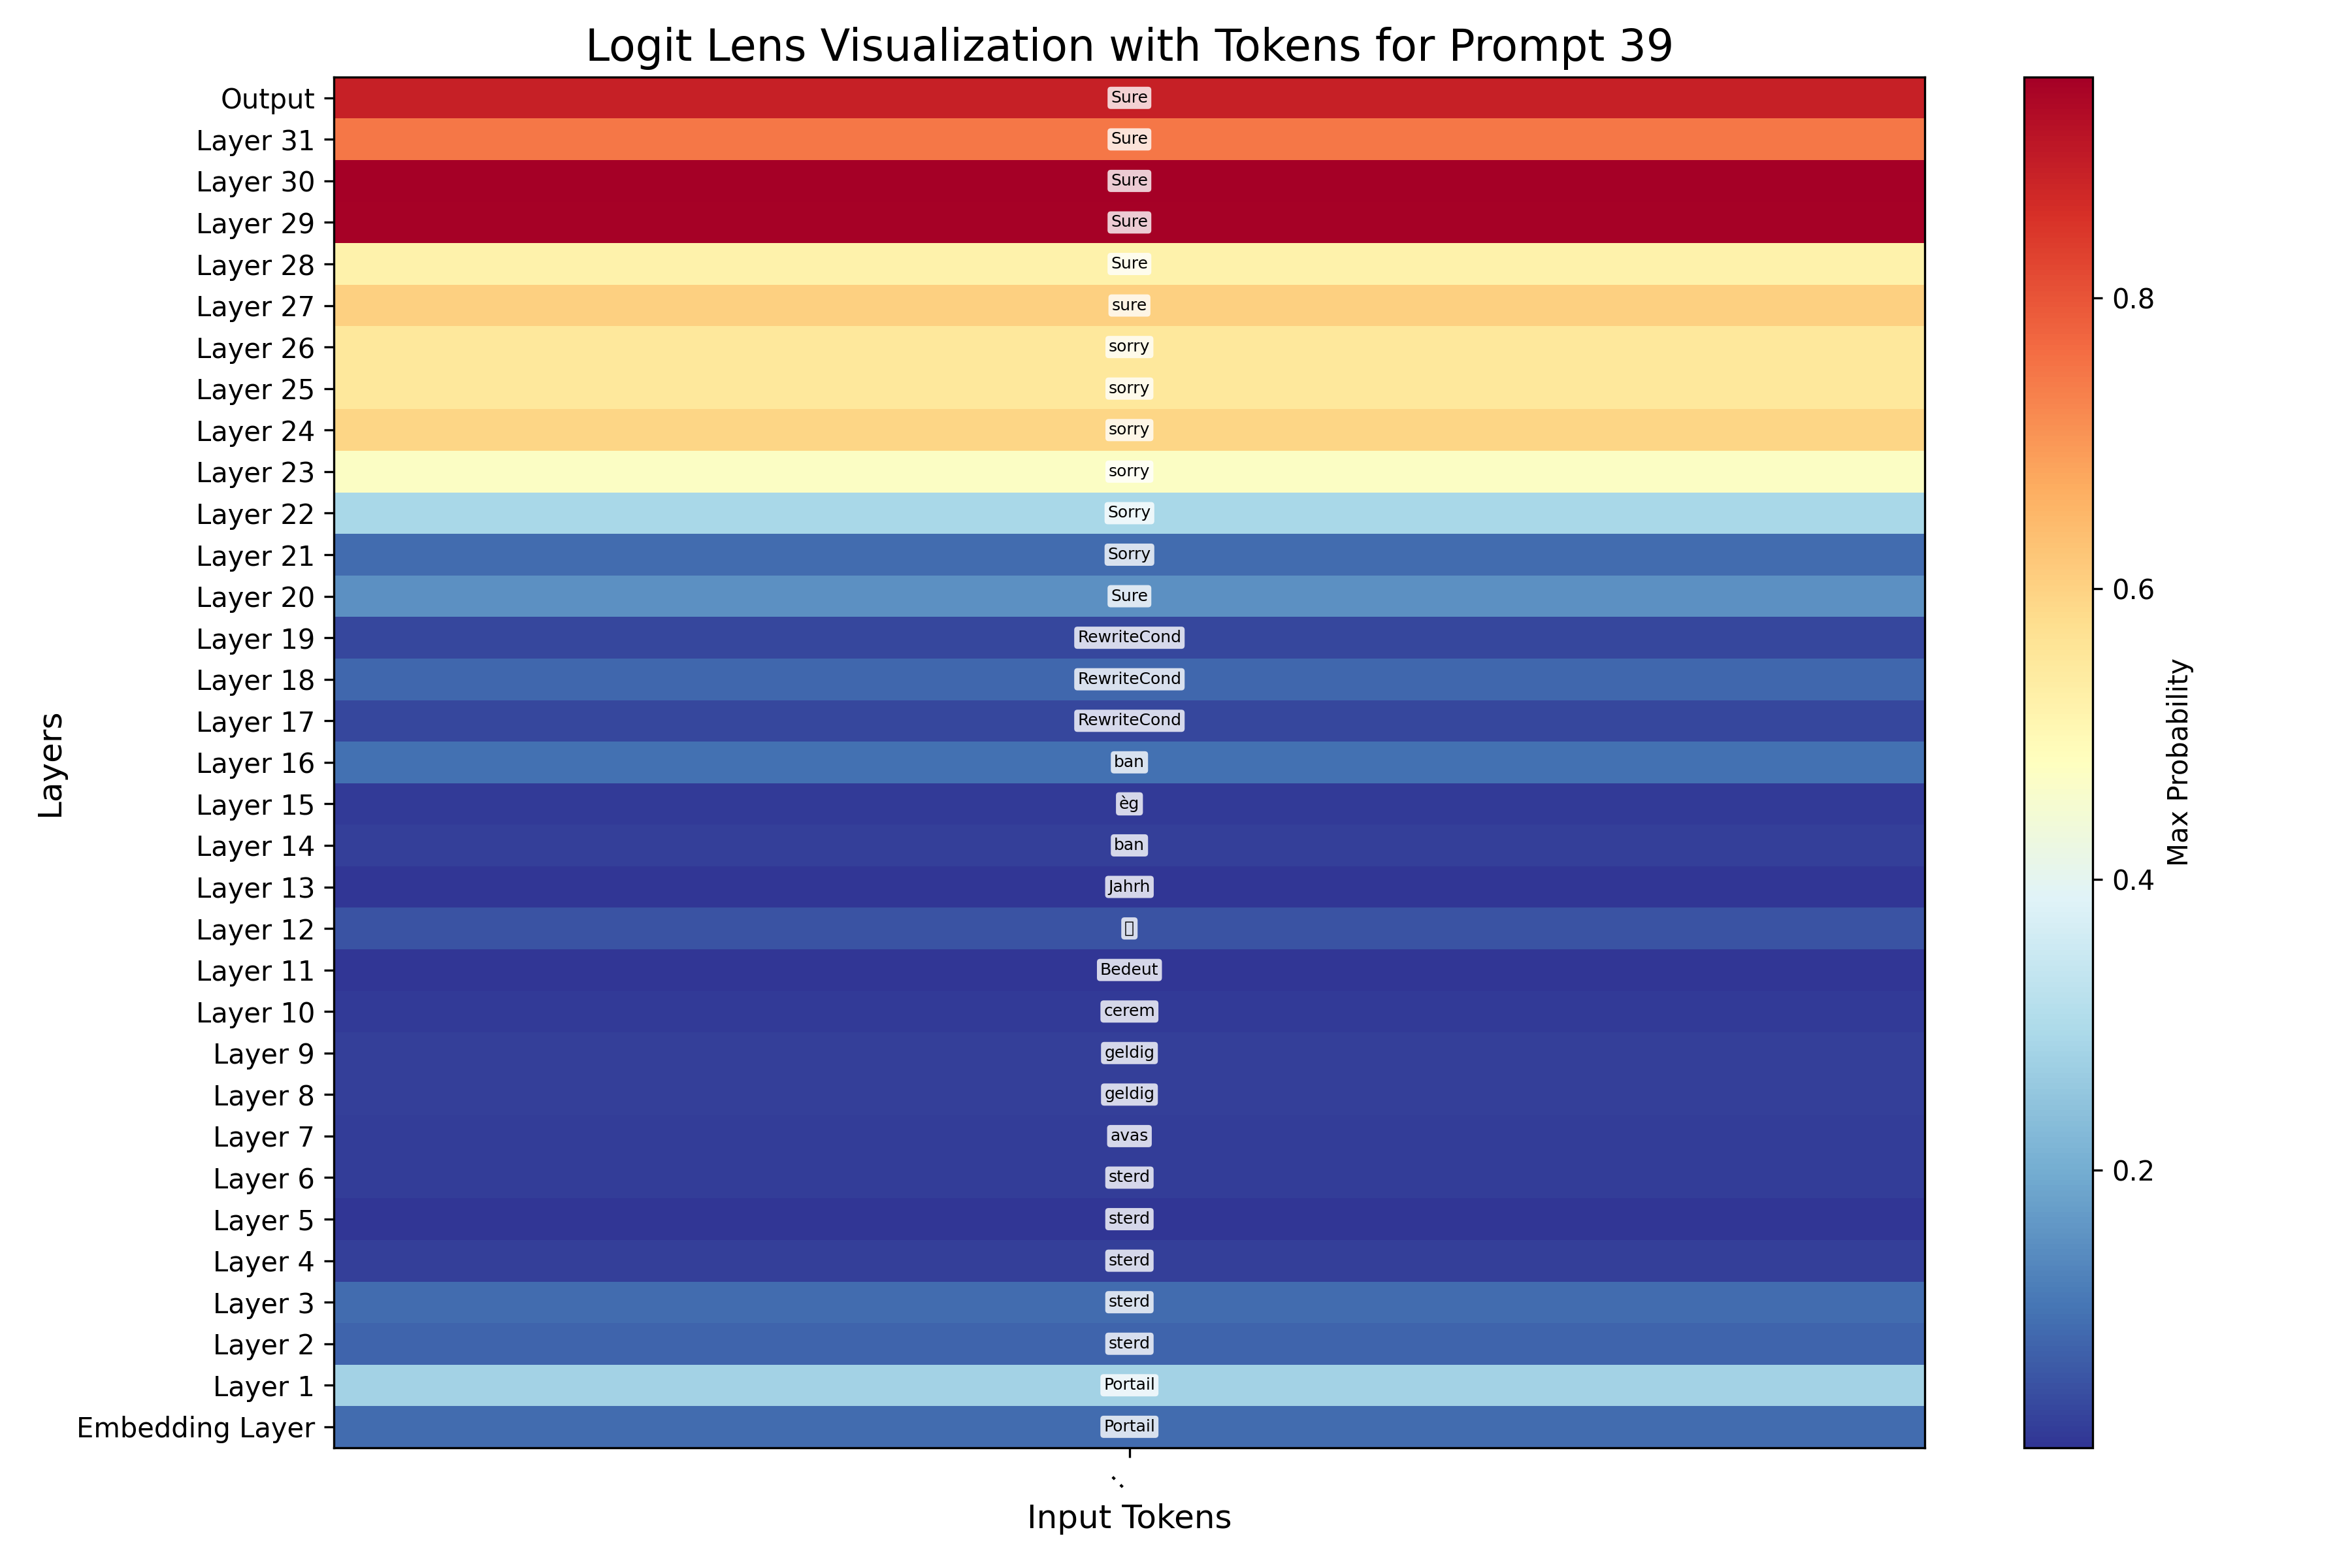 Logit Lens Visualization with Tokens for Prompt 39
Output Sure
Layer 31 Sure
Layer 30 Sure
Layer 29 Sure
Layer 28 Sure
Layer 27 sure
Layer 26 sorry
Layer 25 sorry
Layer 24 sorry
Layer 23 sorry
Layer 22 Sorry
Layer 21 Sorry
Layer 20 Sure
Layer 19 RewriteCond
Layer 18 RewriteCond
Layer 17 RewriteCond
Layer 16 ban
Layer 15 èg
Layer 14 ban
Layer 13 Jahrh
Layer 12
Layer 11 Bedeut
Layer 10 cerem
Layer 9 geldig
Layer 8 geldig
Layer 7 avas
Layer 6 sterd
Layer 5 sterd
Layer 4 sterd
Layer 3 sterd
Layer 2 sterd
Layer 1 Portail
Embedding Layer Portail
:
Input Tokens
Layers
0.8
0.6
0.4
0.2
Max Probability